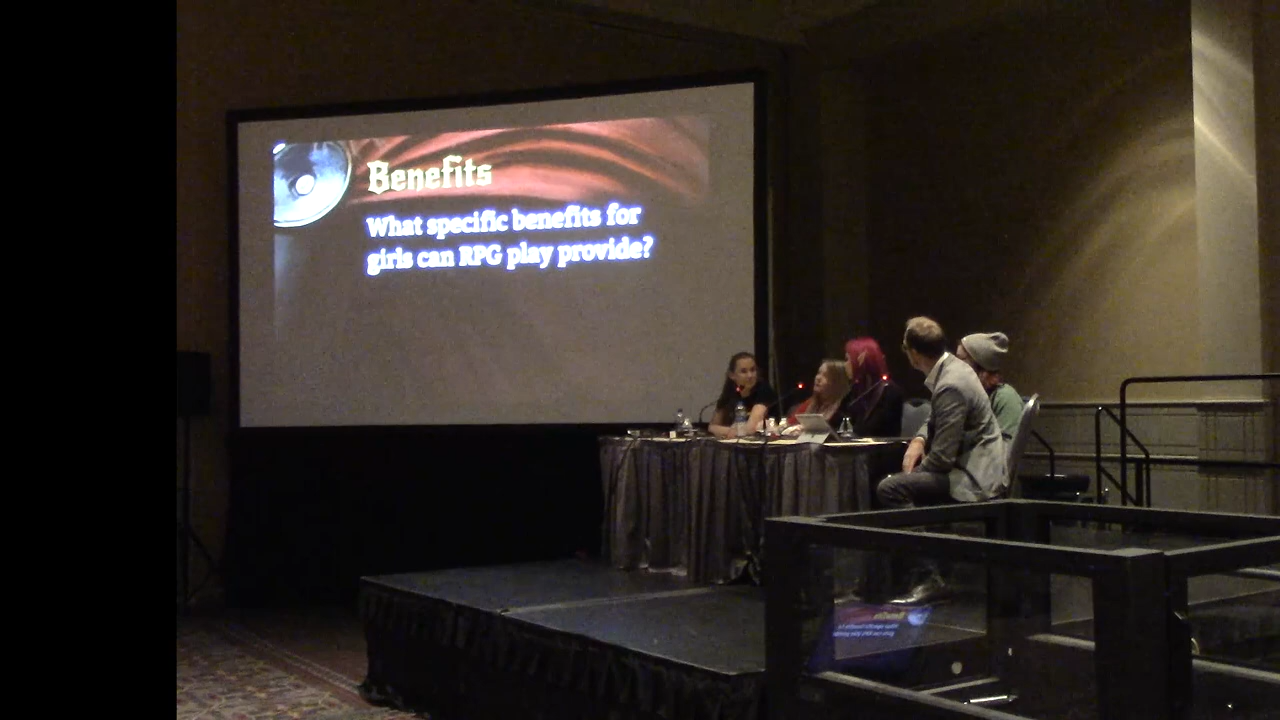 Benefits
What specific benefits for
girls can RPG play provide?